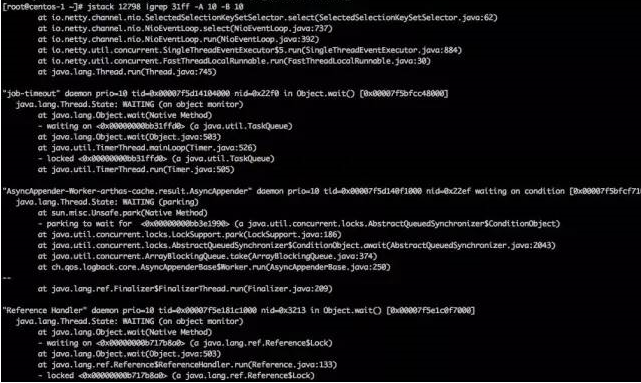 [root@centos-1 ~]# jstack 12798 |grep 31ff -A 10 -B 10
at io.netty.channel.nio.SelectedSelectionKeySetSelector.select(SelectedSelectionKeySetSelector.java:62)
at io.netty.channel.nio.NioEventLoop.select(NioEventLoop.java:737)
at io.netty.channel.nio.NioEventLoop.run(NioEventLoop.java:392)
at io.netty.util.concurrent.SingleThreadEventExecutor$5.run(SingleThreadEventExecutor.java:884)
at io.netty.util.concurrent.FastThreadLocalRunnable.run(FastThreadLocalRunnable.java:30)
at java.lang.Thread.run(Thread.java:745)
"job-timeout" daemon prio=10 tid=0x00007f5d14104000 nid=0x22f0 in Object.wait() [0x00007f5bfcc48000]
java.lang.Thread.State: WAITING (on object monitor)
at java.lang.Object.wait(Native Method)
- waiting on <0x00000000bb31ffd0> (a java.util.TaskQueue)
at java.lang.Object.wait(Object.java:503)
at java.util.TimerThread.mainLoop(Timer.java:526)
- locked <0x00000000bb31ffd0> (a java.util.TaskQueue)
at java.util.TimerThread.run(Timer.java:505)
"AsyncAppender-Worker-arthas-cache.result.AsyncAppender" daemon prio=10 tid=0x00007f5d140f1000 nid=0x22ef waiting on condition [0x00007f5bfcf71
java.lang.Thread.State: WAITING (parking)
at sun.misc.Unsafe.park(Native Method)
- parking to wait for <0x00000000bb3e1990> (a java.util.concurrent.locks.AbstractQueuedSynchronizer$ConditionObject)
at java.util.concurrent.locks.LockSupport.park(LockSupport.java:186)
at java.util.concurrent.locks.AbstractQueuedSynchronizer$ConditionObject.await(AbstractQueuedSynchronizer.java:2043)
at java.util.concurrent.ArrayBlockingQueue.take(ArrayBlockingQueue.java:374)
at ch.qos.logback.core.AsyncAppenderBase$Worker.run(AsyncAppenderBase.java:250)
--
at java.lang.ref.Finalizer$FinalizerThread.run(Finalizer.java:209)
"Reference Handler" daemon prio=10 tid=0x00007f5e181c1000 nid=0x3213 in Object.wait() [0x00007f5e1c0f7000]
java.lang.Thread.State: WAITING (on object monitor)
at java.lang.Object.wait(Native Method)
- waiting on <0x00000000b717b8a0> (a java.lang.ref.Reference$Lock)
at java.lang.Object.wait(Object.java:503)
at java.lang.ref.Reference$ReferenceHandler.run(Reference.java:133)
- locked <0x00000000b717b8a0> (a java.lang.ref.Reference$Lock)